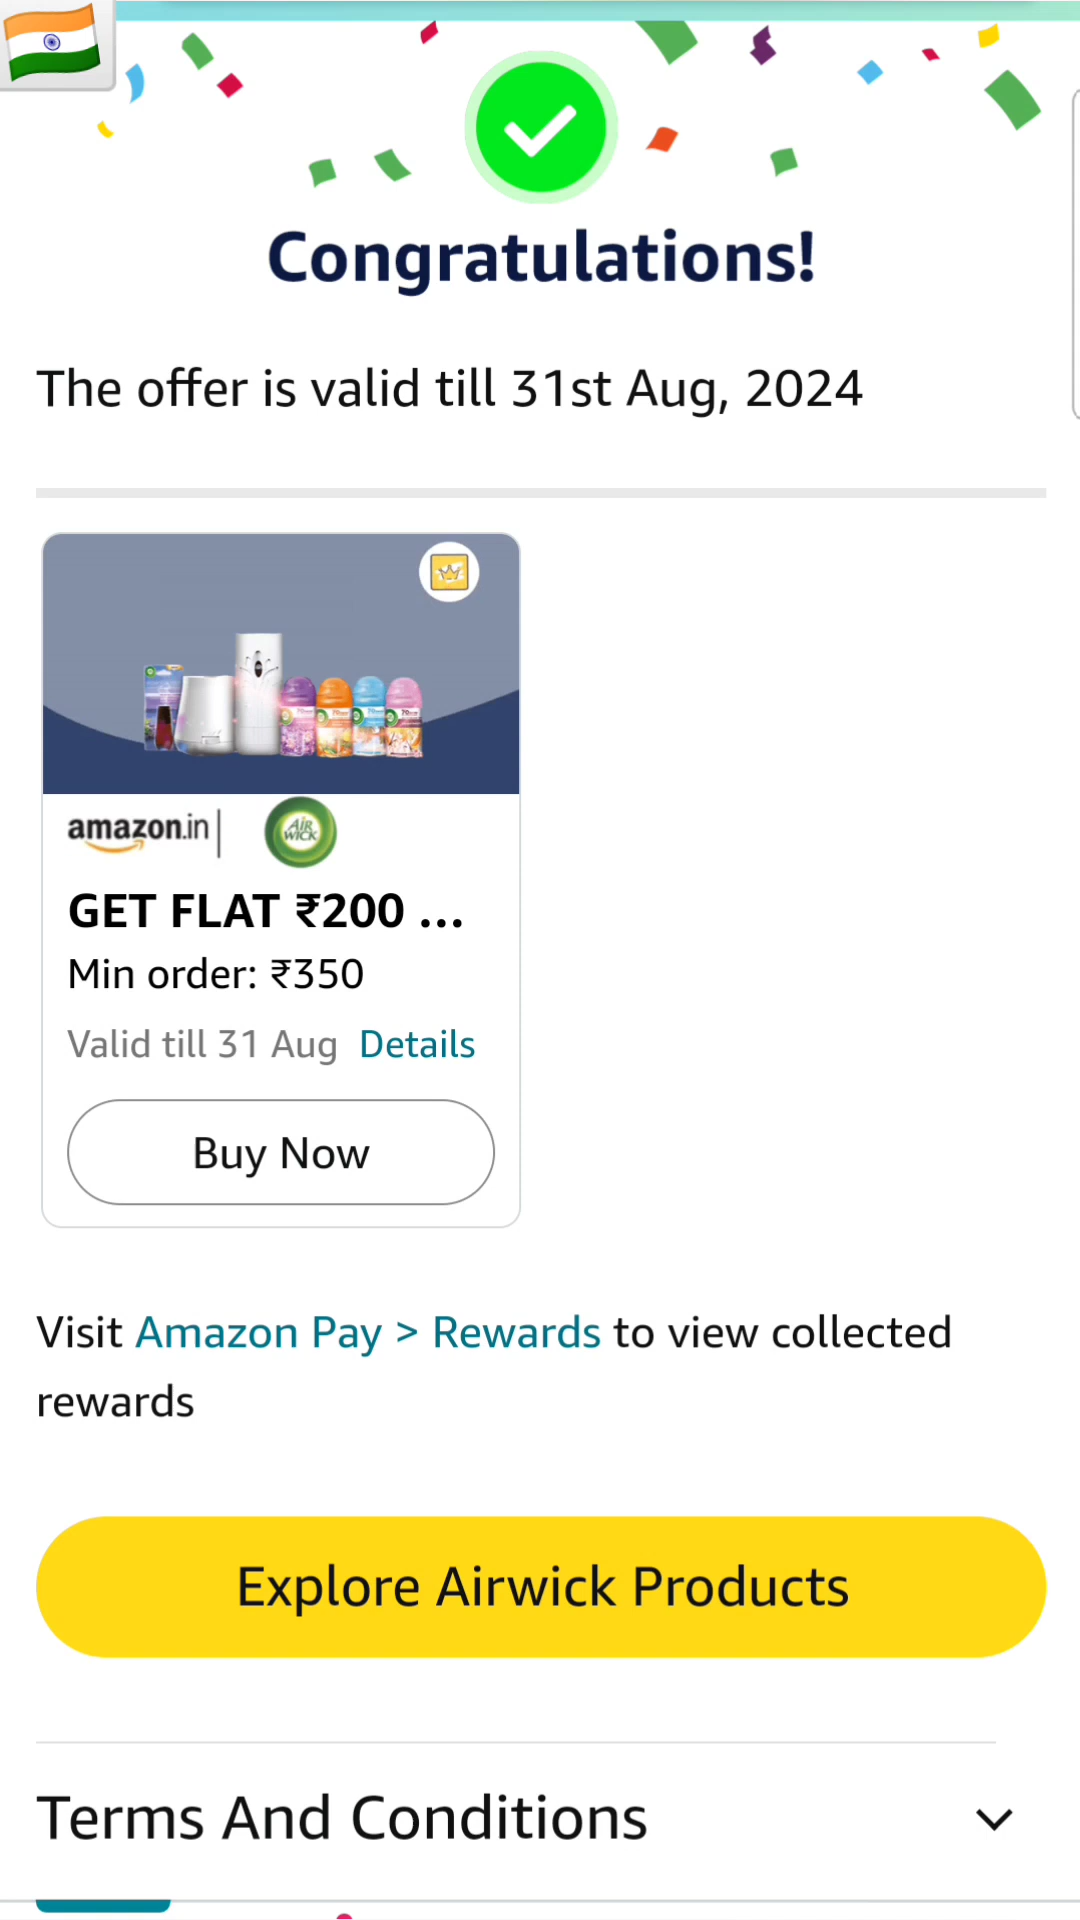 Congratulations!
The offer is valid till 31st Aug, 2024
amazon.in
AIR
WICK
GET FLAT ₹200 ...
Min order: ₹350
Valid till 31 Aug Details
Buy Now
Visit Amazon Pay > Rewards to view collected
rewards
Explore Airwick Products
Terms And Conditions